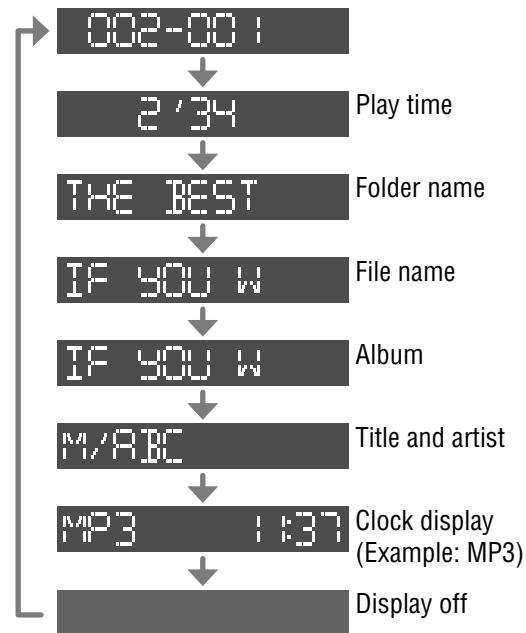 002-001
2'34 Play time
THE BEST Folder name
IF YOU W File name
IF YOU W Album
M/ABC Title and artist
MP3 11:37 Clock display
(Example: MP3)
Display off